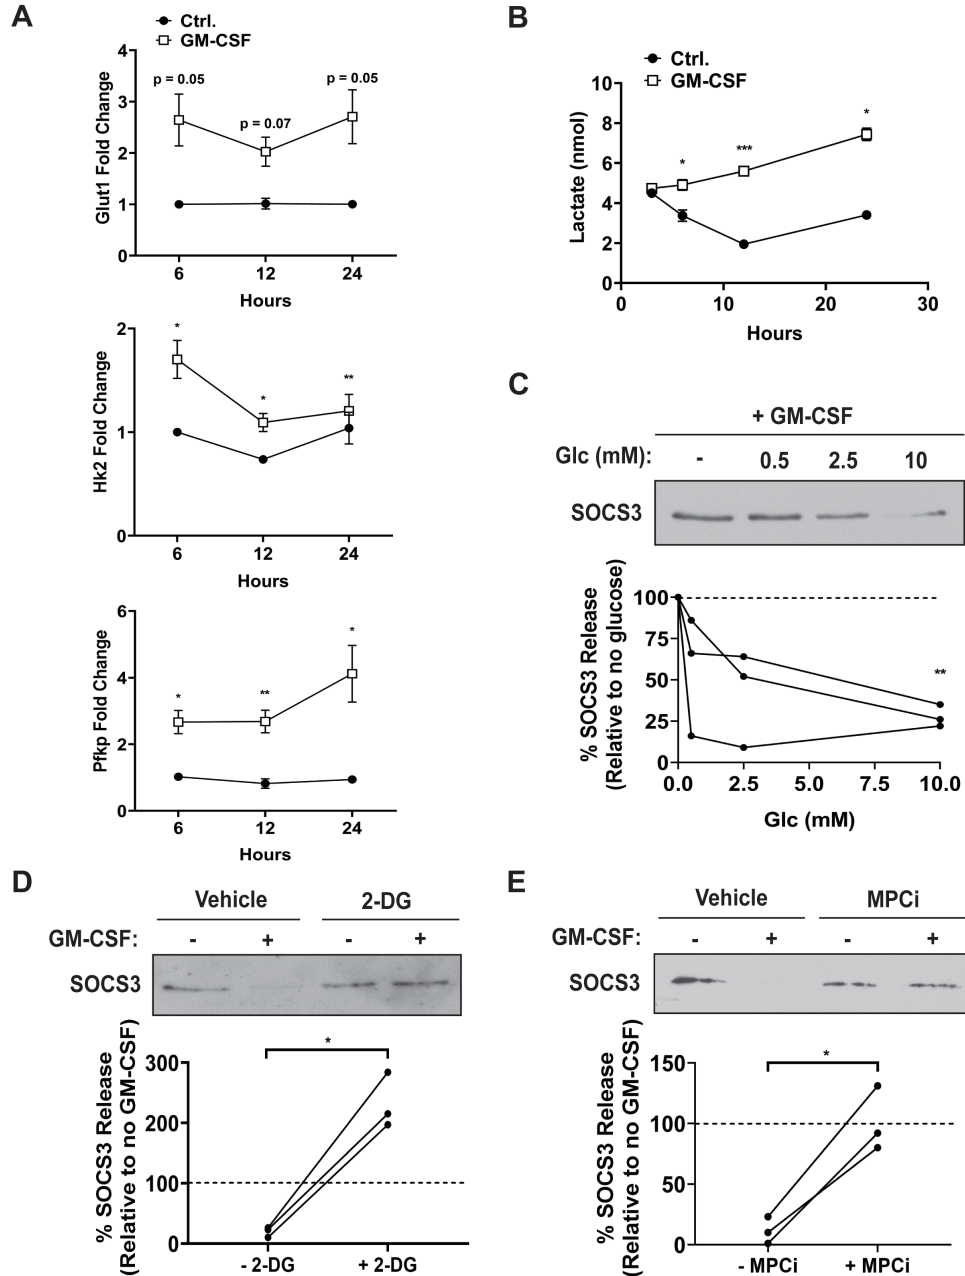 A
Ctrl.
GM-CSF
Glut1 Fold Change
4
3
2
1
0
p = 0.05
p = 0.07
p = 0.05
6 12 24
Hours
Hk2 Fold Change
2
1
0
*
*
**
6 12 24
Hours
Pfkp Fold Change
6
4
2
0
*
**
*
6 12 24
Hours
B
Ctrl.
GM-CSF
Lactate (nmol)
10
8
6
4
2
0
*
***
*
0 10 20 30
Hours
C
+ GM-CSF
Glc (mM): - 0.5 2.5 10
SOCS3
% SOCS3 Release
(Relative to no glucose)
100
75
50
25
0
**
0.0 2.5 5.0 7.5 10.0
Glc (mM)
D
Vehicle 2-DG
GM-CSF: - + - +
SOCS3
% SOCS3 Release
(Relative to no GM-CSF)
300
200
100
0
*
- 2-DG + 2-DG
E
Vehicle MPCi
GM-CSF: - + - +
SOCS3
% SOCS3 Release
(Relative to no GM-CSF)
150
100
50
0
*
- MPCi + MPCi